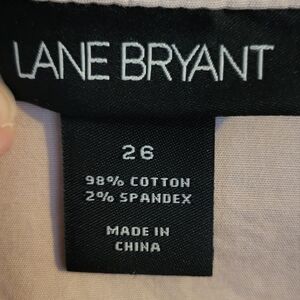 LANE BRYANT
26
98% COTTON
2% SPANDEX
MADE IN
CHINA